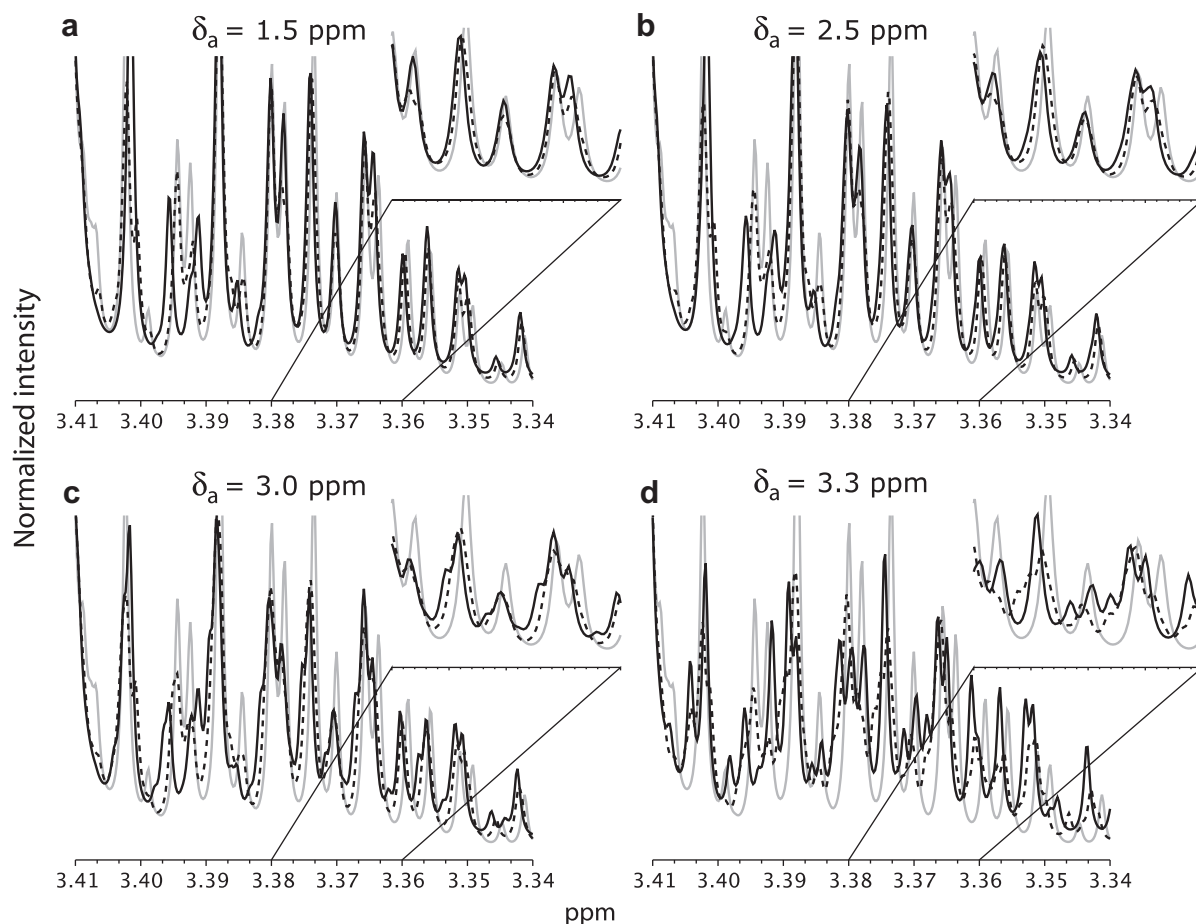 a
δa = 1.5 ppm
b
δa = 2.5 ppm
3.41 3.40 3.39 3.38 3.37 3.36 3.35 3.34
3.41 3.40 3.39 3.38 3.37 3.36 3.35 3.34
c
δa = 3.0 ppm
d
δa = 3.3 ppm
3.41 3.40 3.39 3.38 3.37 3.36 3.35 3.34
3.41 3.40 3.39 3.38 3.37 3.36 3.35 3.34
Normalized intensity
ppm